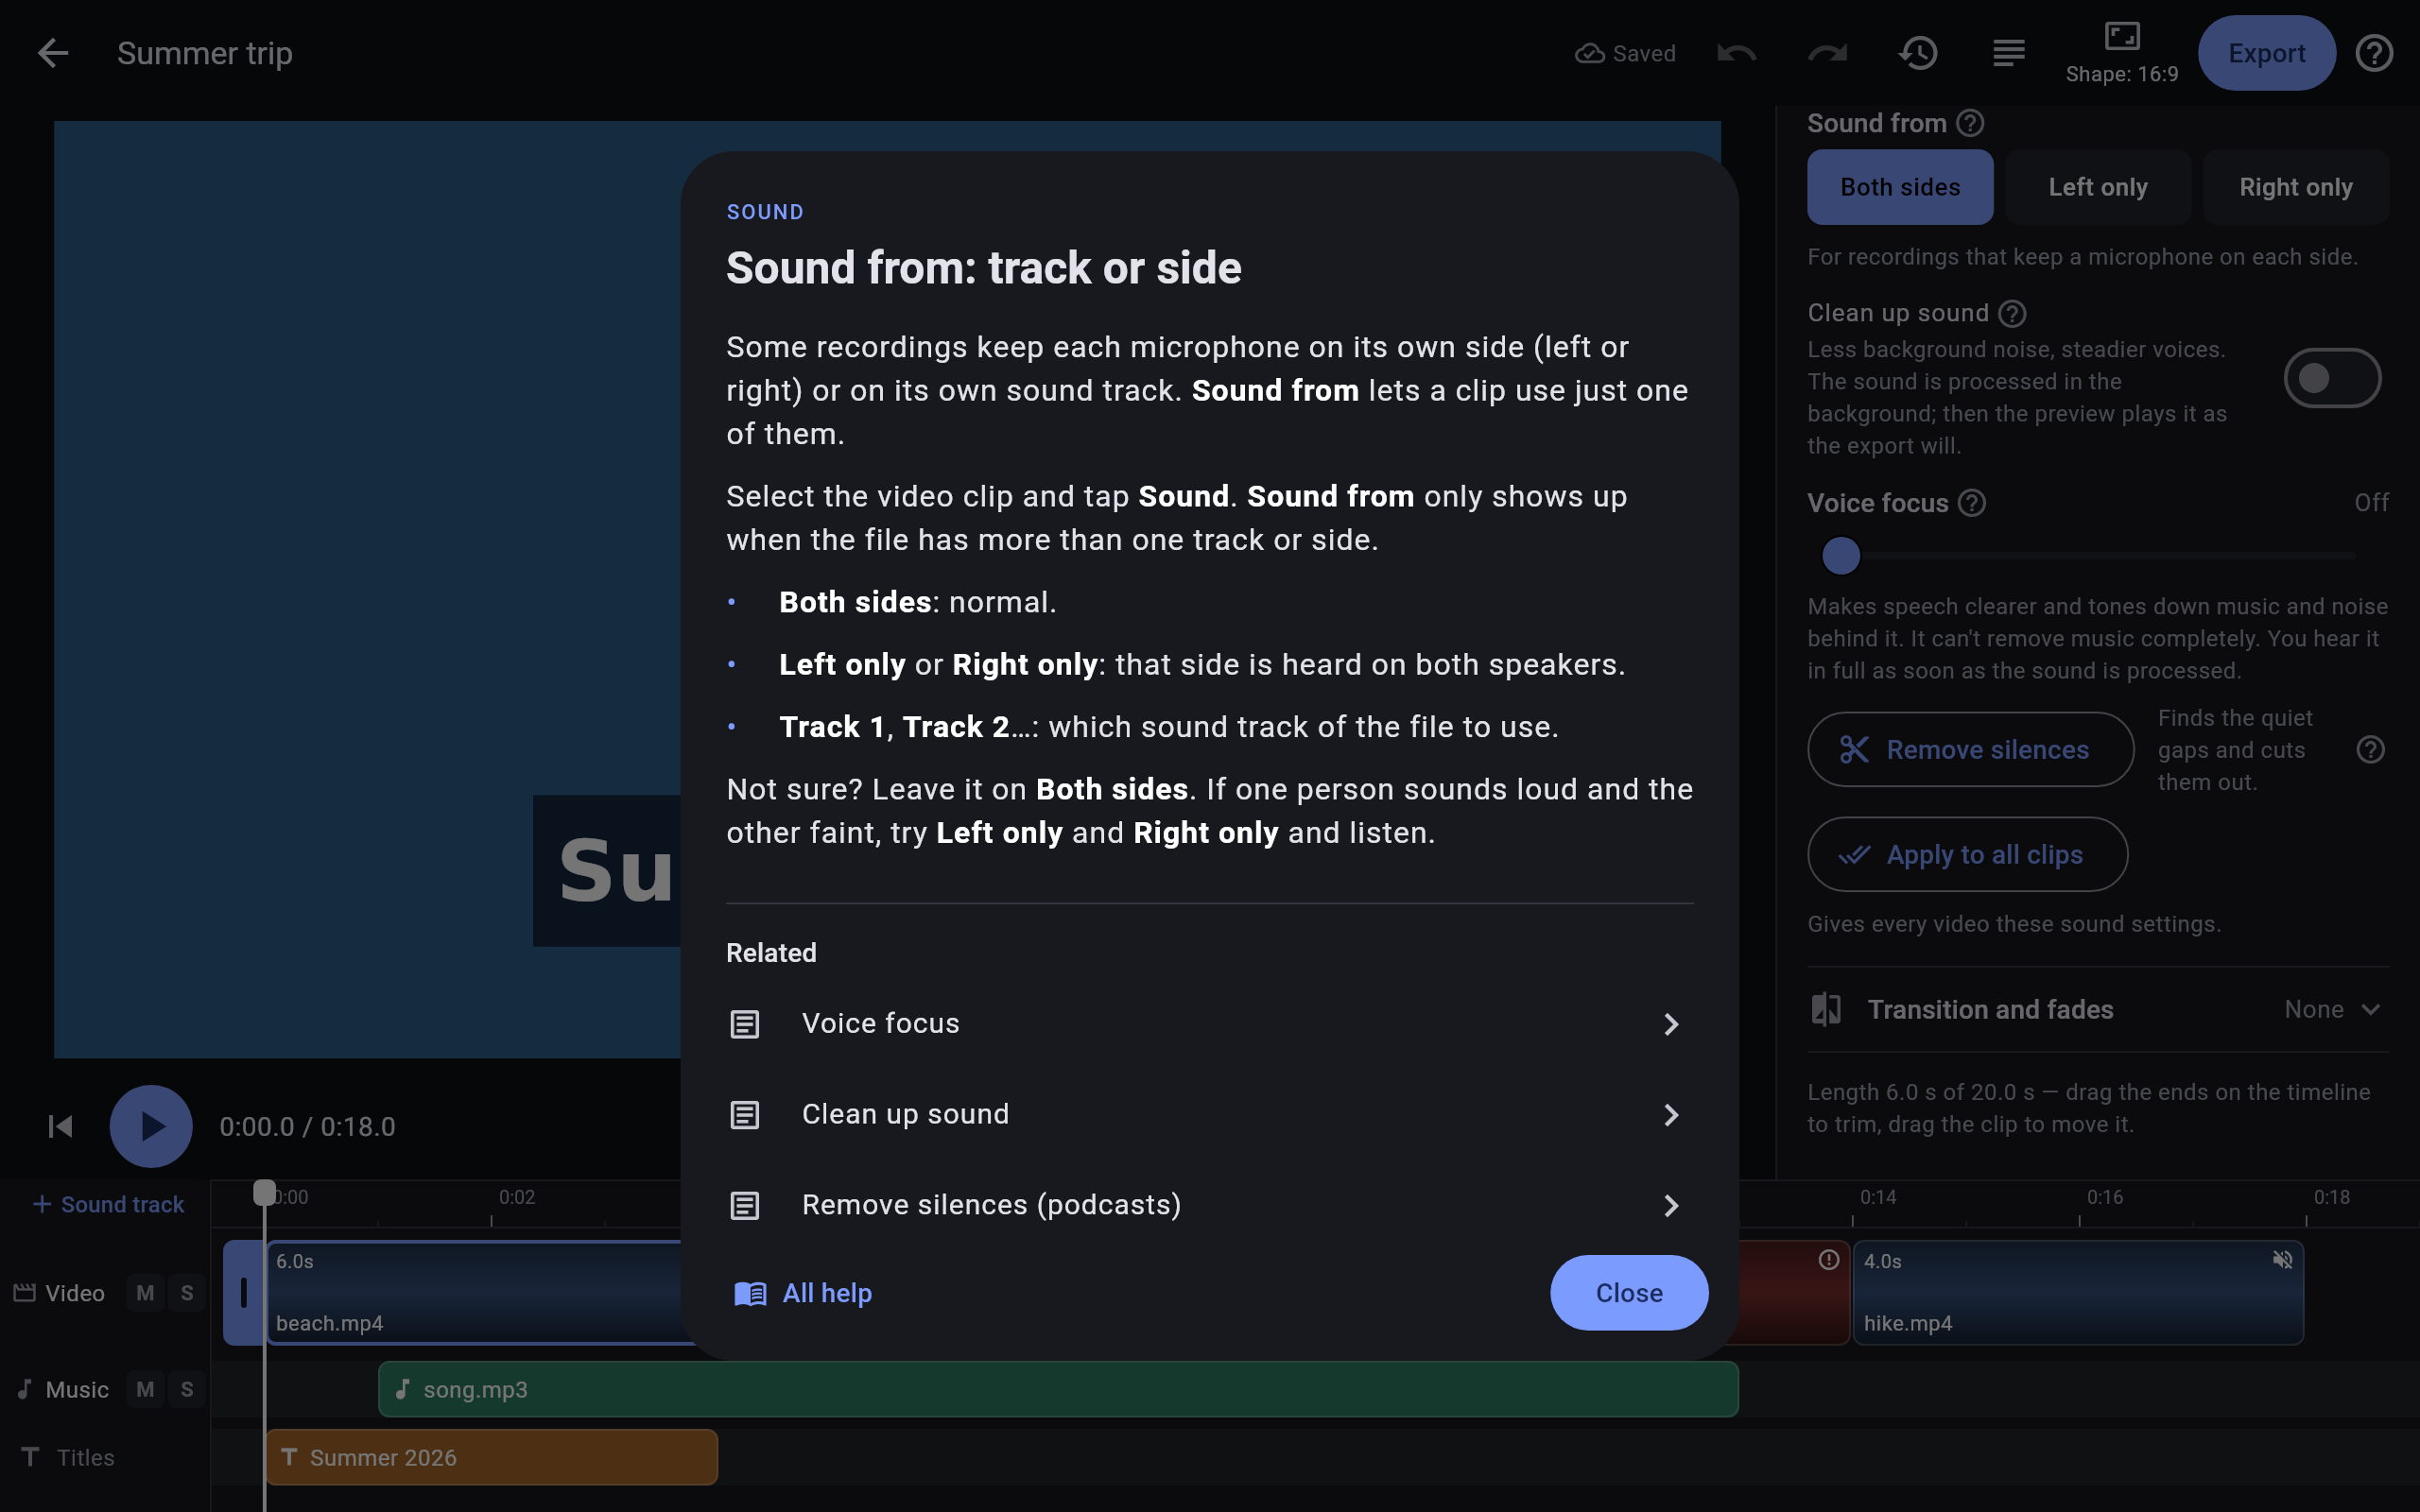 Summer trip
Saved
Shape: 16:9
Export
Sound from
Both sides
Left only
Right only
For recordings that keep a microphone on each side.
Clean up sound
Less background noise, steadier voices.
The sound is processed in the
background; then the preview plays it as
the export will.
Voice focus
Off
Makes speech clearer and tones down music and noise
behind it. It can't remove music completely. You hear it
in full as soon as the sound is processed.
Remove silences
Finds the quiet
gaps and cuts
them out.
Apply to all clips
Gives every video these sound settings.
Transition and fades
None
Length 6.0 s of 20.0 s — drag the ends on the timeline
to trim, drag the clip to move it.
SOUND
Sound from: track or side
Some recordings keep each microphone on its own side (left or
right) or on its own sound track. Sound from lets a clip use just one
of them.
Select the video clip and tap Sound. Sound from only shows up
when the file has more than one track or side.
• Both sides: normal.
• Left only or Right only: that side is heard on both speakers.
• Track 1, Track 2…: which sound track of the file to use.
Not sure? Leave it on Both sides. If one person sounds loud and the
other faint, try Left only and Right only and listen.
Related
Voice focus
Clean up sound
Remove silences (podcasts)
All help
Close
Su
0:00.0 / 0:18.0
+ Sound track
0:00
0:02
0:14
0:16
0:18
Video
M
S
6.0s
beach.mp4
4.0s
hike.mp4
Music
M
S
song.mp3
Titles
Summer 2026